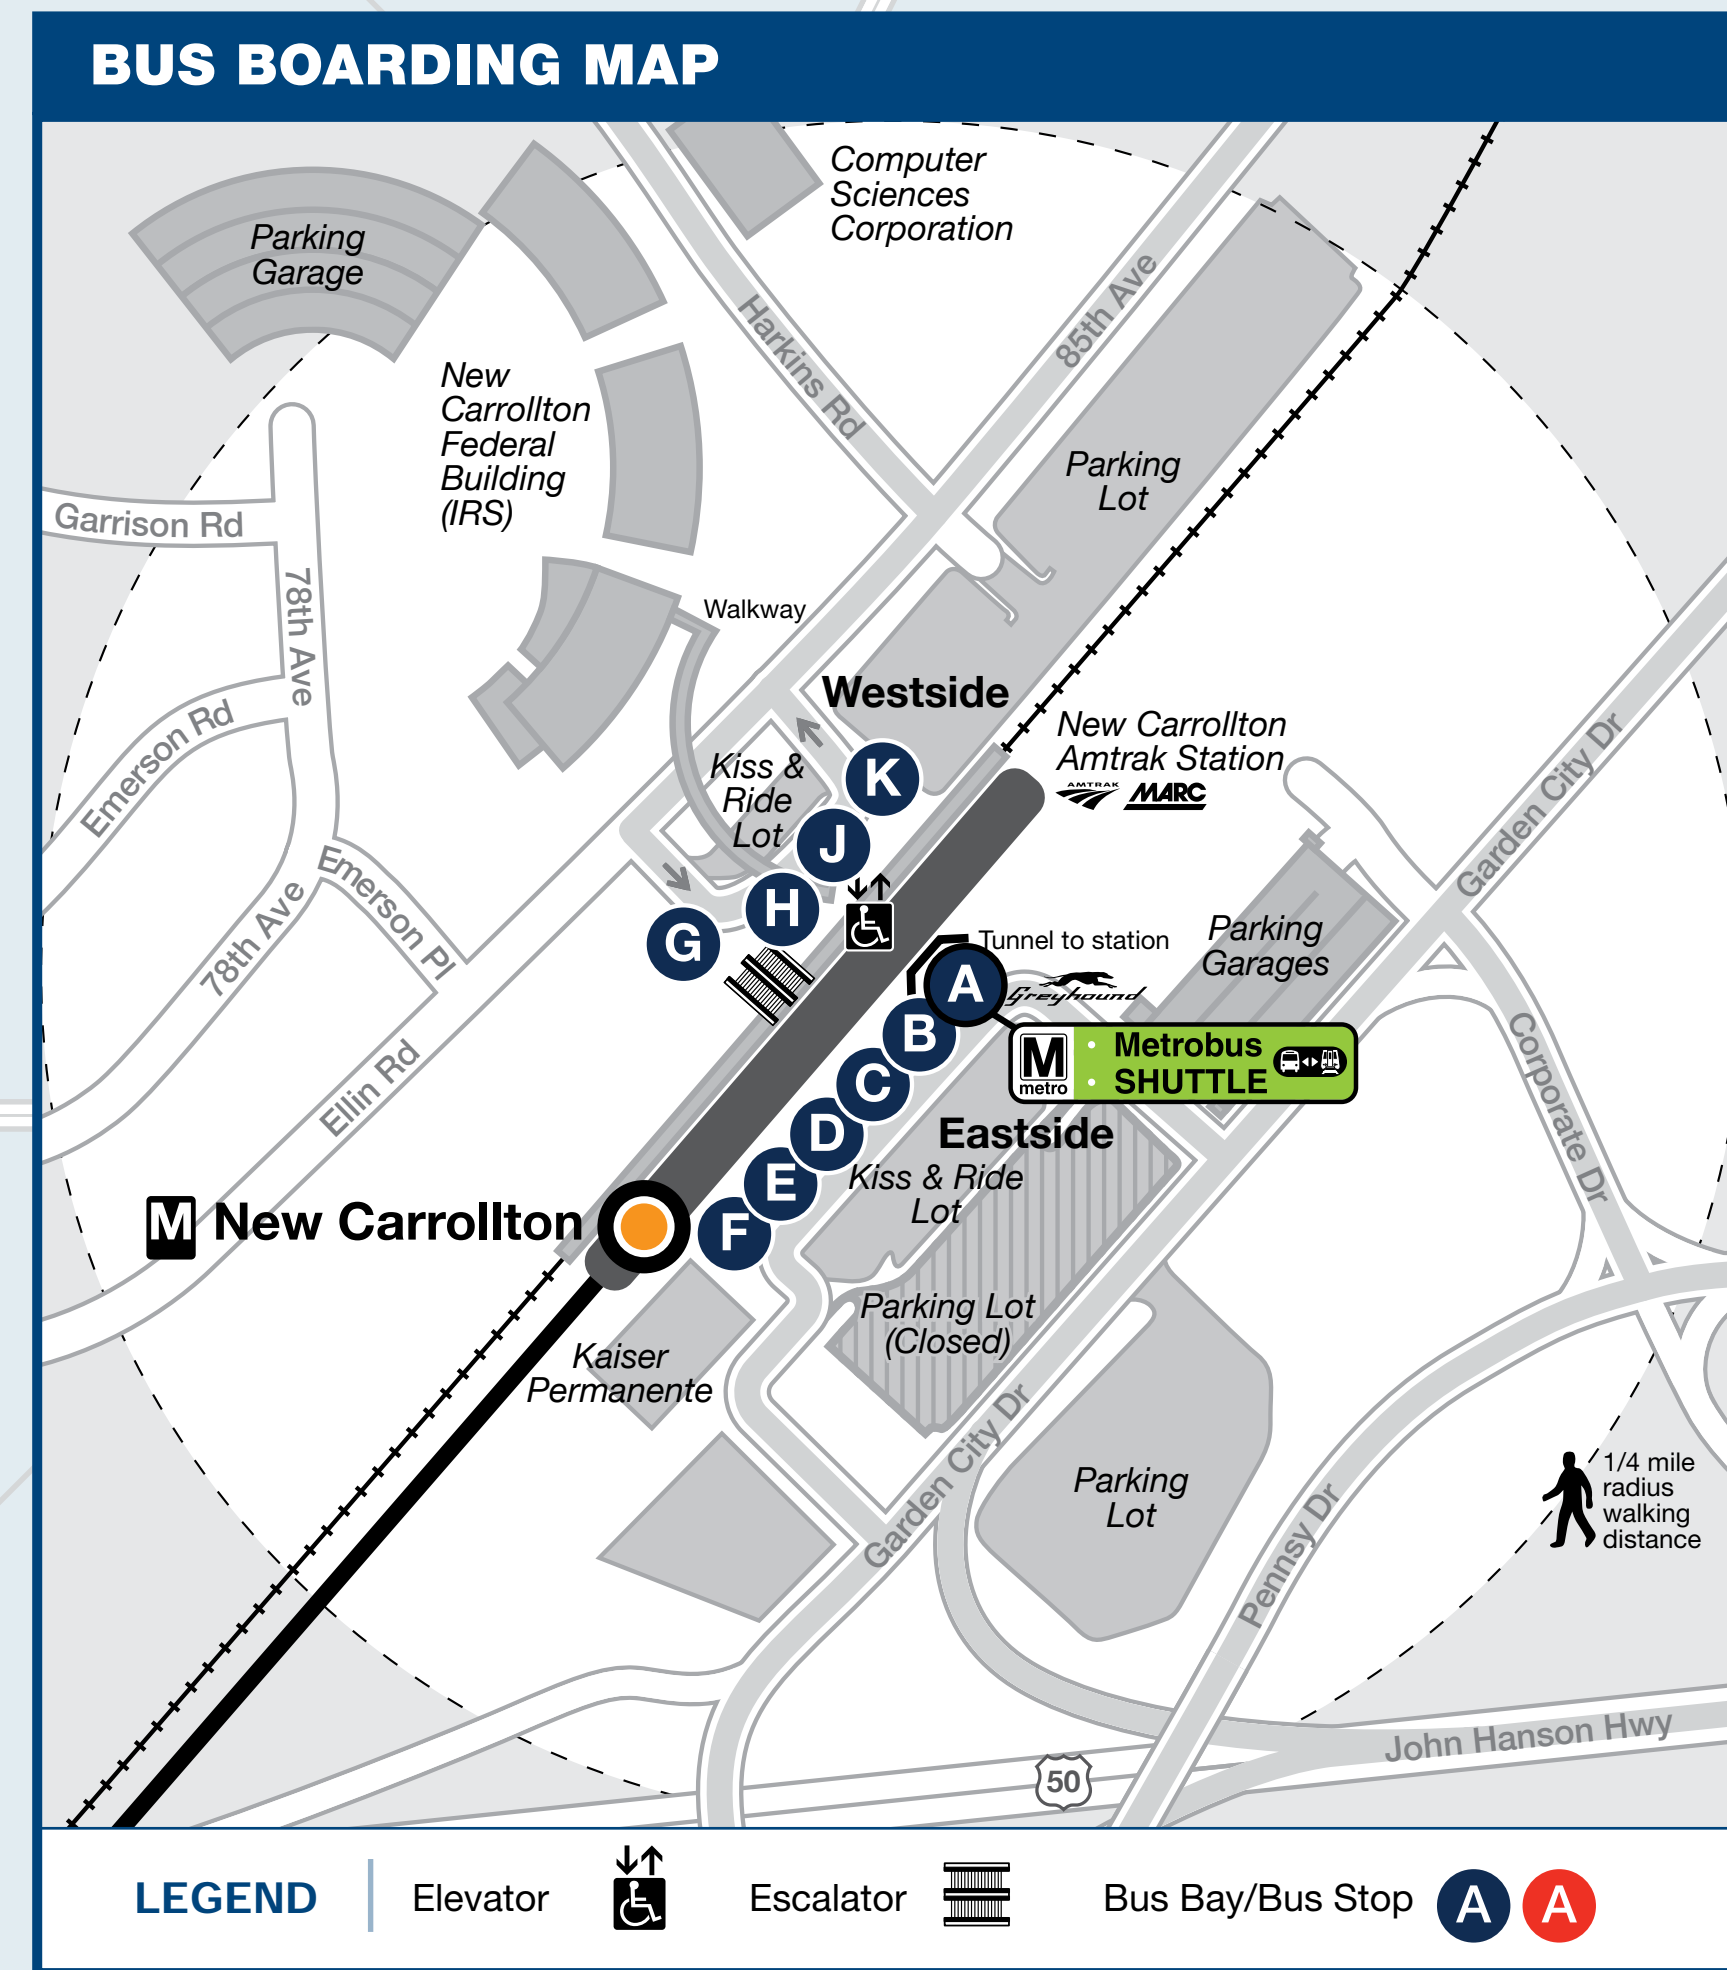 BUS BOARDING MAP
Computer
Sciences
Corporation
Parking
Garage
Harkins Rd
85th Ave
New
Carrollton
Federal
Building
(IRS)
Parking
Lot
Garrison Rd
78th Ave
Walkway
Westside
Emerson Rd
New Carrollton
Amtrak Station
AMTRAK
MARC
Kiss &
Ride
Lot
K
J
H
G
Garden City Dr
Emerson Pl
78th Ave
Tunnel to station
Parking
Garages
A
Greyhound
B
M
metro
· Metrobus
· SHUTTLE
C
D
E
F
Ellin Rd
Corporate Dr
Eastside
Kiss & Ride
Lot
M New Carrollton
Parking Lot
(Closed)
Kaiser
Permanente
Garden City Dr
Parking
Lot
Pennsy Dr
1/4 mile
radius
walking
distance
John Hanson Hwy
50
LEGEND
Elevator
Escalator
Bus Bay/Bus Stop A A